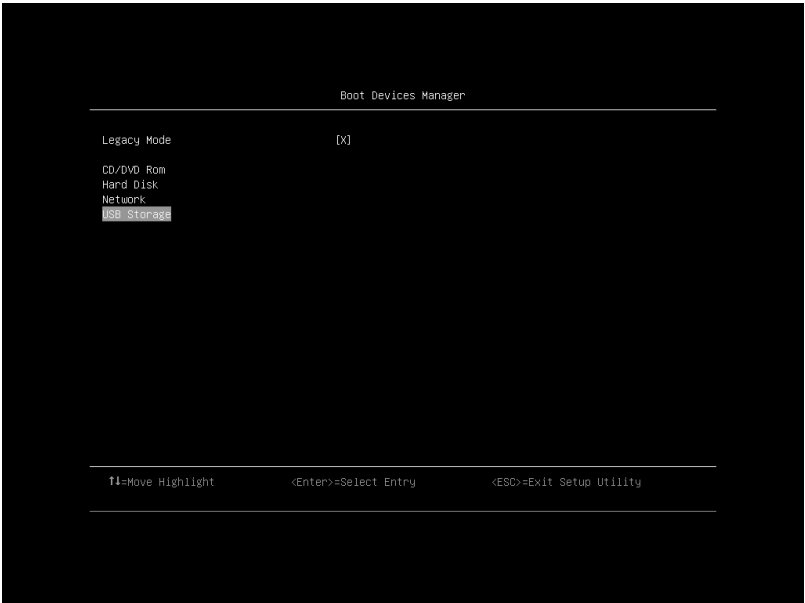 Boot Devices Manager
Legacy Mode [X]
CD/DVD Rom
Hard Disk
Network
USB Storage
↑↓=Move Highlight <Enter>=Select Entry <ESC>=Exit Setup Utility